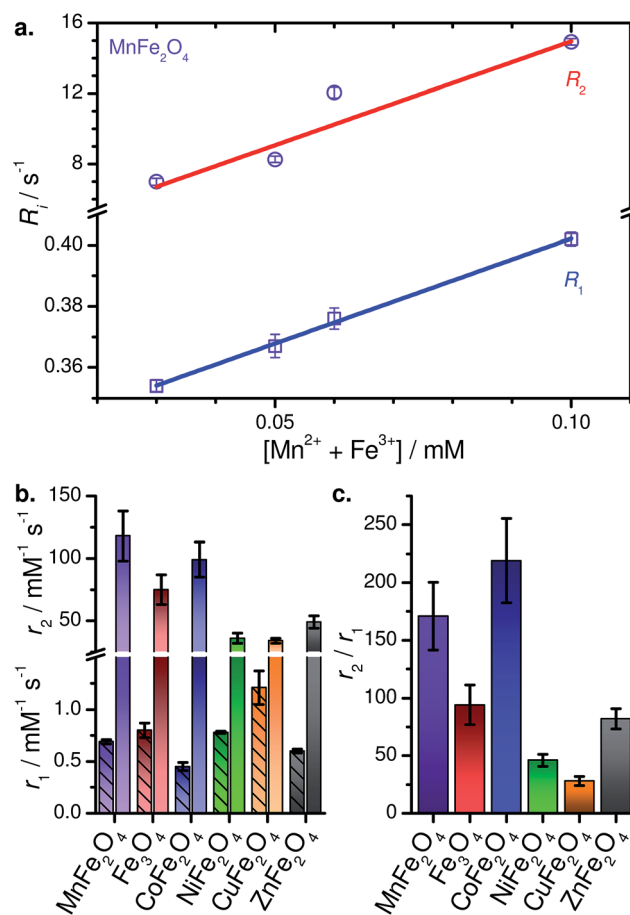 a.
MnFe₂O₄
16
12
8
0.40
0.36
Rᵢ / s⁻¹
R₂
R₁
0.05
0.10
[Mn²⁺ + Fe³⁺] / mM
b.
150
100
50
1.0
0.5
0.0
r₂ / mM⁻¹ s⁻¹
r₁ / mM⁻¹ s⁻¹
MnFe₂O₄
Fe₃O₄
CoFe₂O₄
NiFe₂O₄
CuFe₂O₄
ZnFe₂O₄
c.
250
200
150
100
50
0
r₂ / r₁
MnFe₂O₄
Fe₃O₄
CoFe₂O₄
NiFe₂O₄
CuFe₂O₄
ZnFe₂O₄